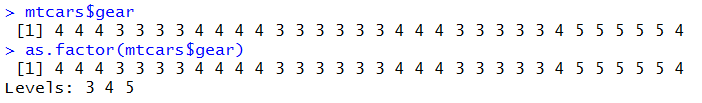 > mtcars$gear
 [1] 4 4 4 3 3 3 3 4 4 4 4 3 3 3 3 3 3 4 4 4 3 3 3 3 3 4 5 5 5 5 5 4
> as.factor(mtcars$gear)
 [1] 4 4 4 3 3 3 3 4 4 4 4 3 3 3 3 3 3 4 4 4 3 3 3 3 3 4 5 5 5 5 5 4
Levels: 3 4 5